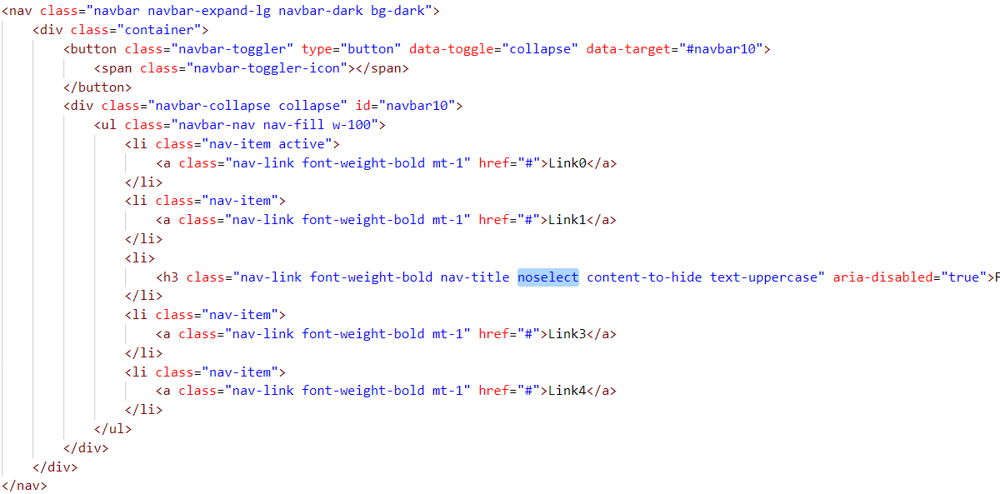 <nav class="navbar navbar-expand-lg navbar-dark bg-dark">
    <div class="container">
        <button class="navbar-toggler" type="button" data-toggle="collapse" data-target="#navbar10">
            <span class="navbar-toggler-icon"></span>
        </button>
        <div class="navbar-collapse collapse" id="navbar10">
            <ul class="navbar-nav nav-fill w-100">
                <li class="nav-item active">
                    <a class="nav-link font-weight-bold mt-1" href="#">Link0</a>
                </li>
                <li class="nav-item">
                    <a class="nav-link font-weight-bold mt-1" href="#">Link1</a>
                </li>
                <li>
                    <h3 class="nav-link font-weight-bold nav-title noselect content-to-hide text-uppercase" aria-disabled="true">
                </li>
                <li class="nav-item">
                    <a class="nav-link font-weight-bold mt-1" href="#">Link3</a>
                </li>
                <li class="nav-item">
                    <a class="nav-link font-weight-bold mt-1" href="#">Link4</a>
                </li>
            </ul>
        </div>
    </div>
</nav>